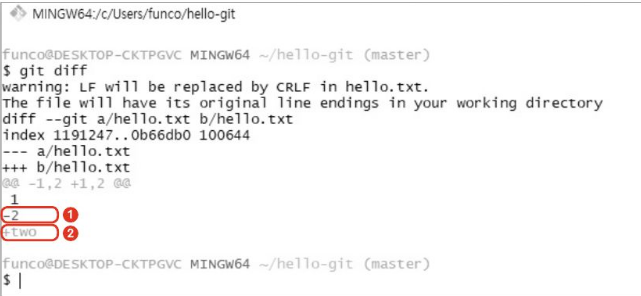 MINGW64:/c/Users/funco/hello-git
funco@DESKTOP-CKTPGVC MINGW64 ~/hello-git (master)
$ git diff
warning: LF will be replaced by CRLF in hello.txt.
The file will have its original line endings in your working directory
diff --git a/hello.txt b/hello.txt
index 1191247..0b66db0 100644
--- a/hello.txt
+++ b/hello.txt
@@ -1,2 +1,2 @@
1
-2 1
+two 2
funco@DESKTOP-CKTPGVC MINGW64 ~/hello-git (master)
$